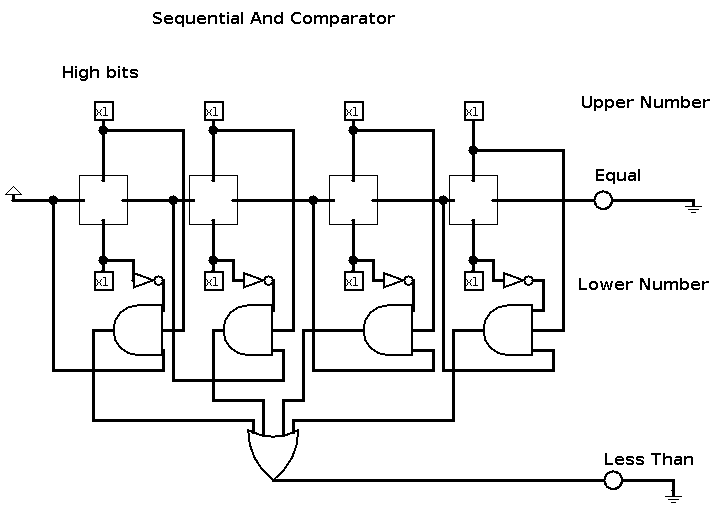 Sequential And Comparator
High bits
x1 x1 x1 x1
Upper Number
Equal
x1 x1 x1 x1
Lower Number
Less Than